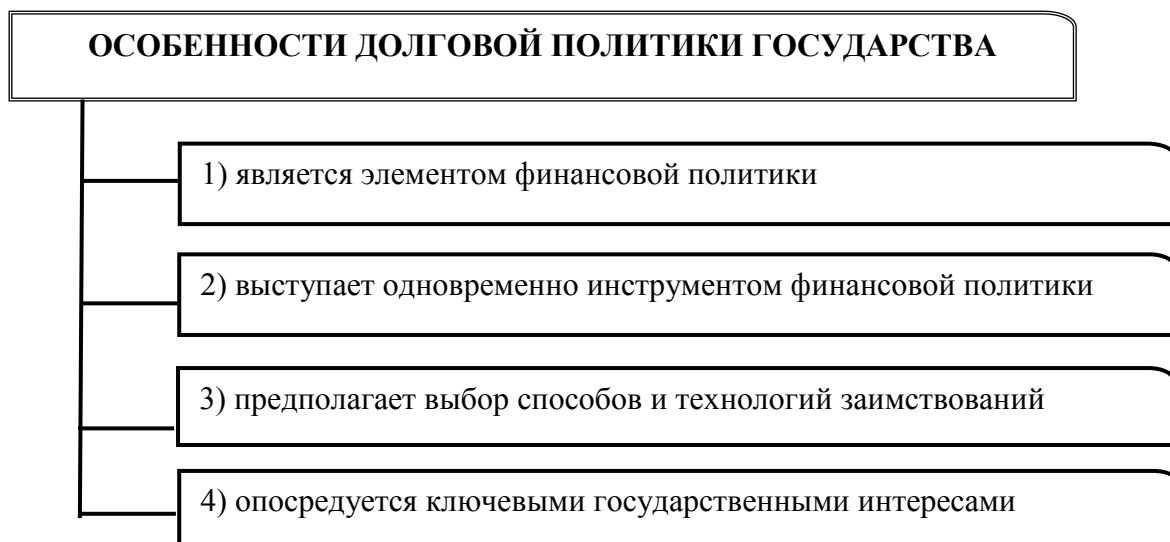 ОСОБЕННОСТИ ДОЛГОВОЙ ПОЛИТИКИ ГОСУДАРСТВА
1) является элементом финансовой политики
2) выступает одновременно инструментом финансовой политики
3) предполагает выбор способов и технологий заимствований
4) опосредуется ключевыми государственными интересами